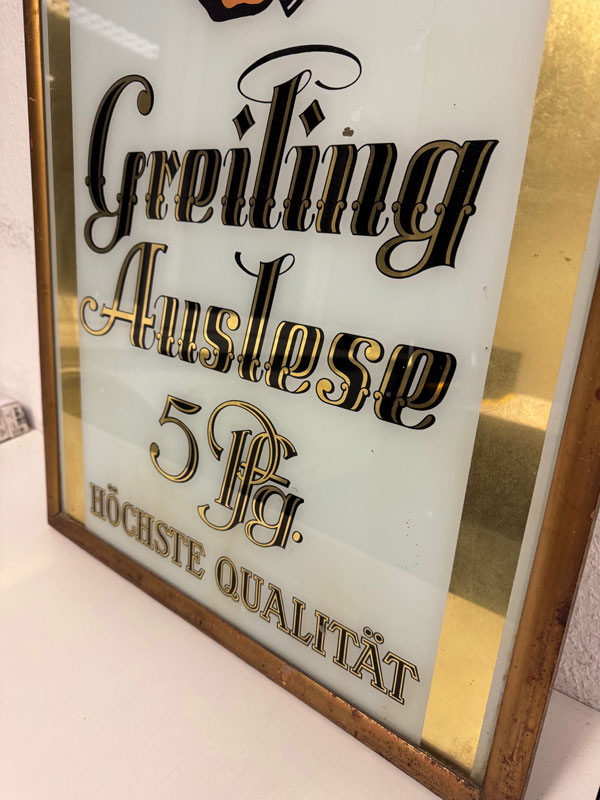 Greiling
Auslese
5 Pfg.
HÖCHSTE QUALITÄT